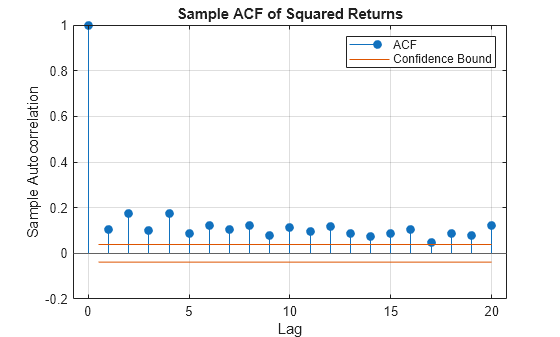 Sample ACF of Squared Returns
ACF
Confidence Bound
Sample Autocorrelation
1
0.8
0.6
0.4
0.2
0
-0.2
0 5 10 15 20
Lag